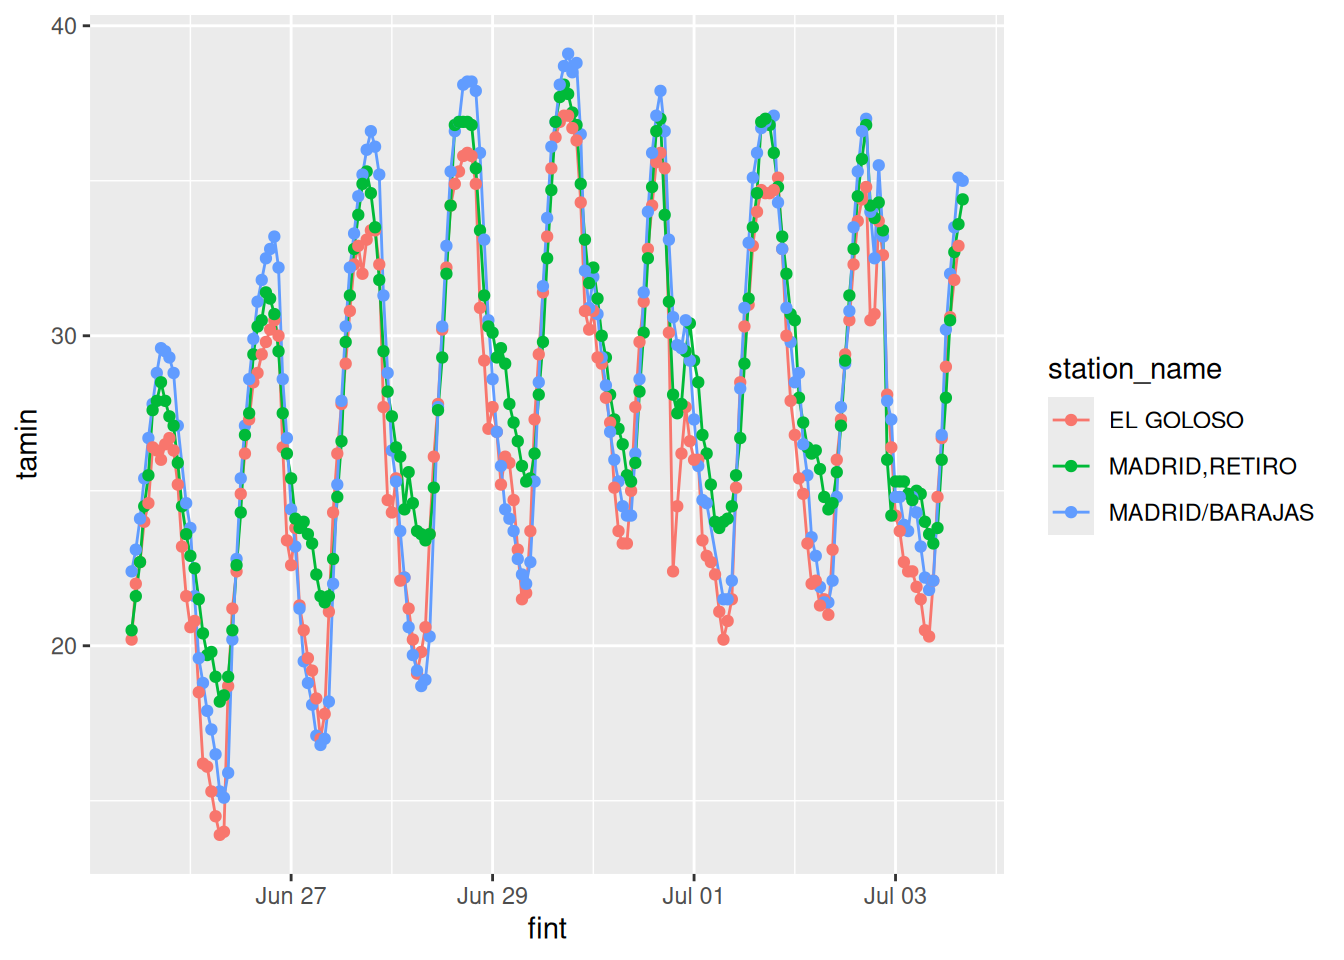 40
30
20
tamin
Jun 27
Jun 29
Jul 01
Jul 03
fint
station_name
EL GOLOSO
MADRID,RETIRO
MADRID/BARAJAS